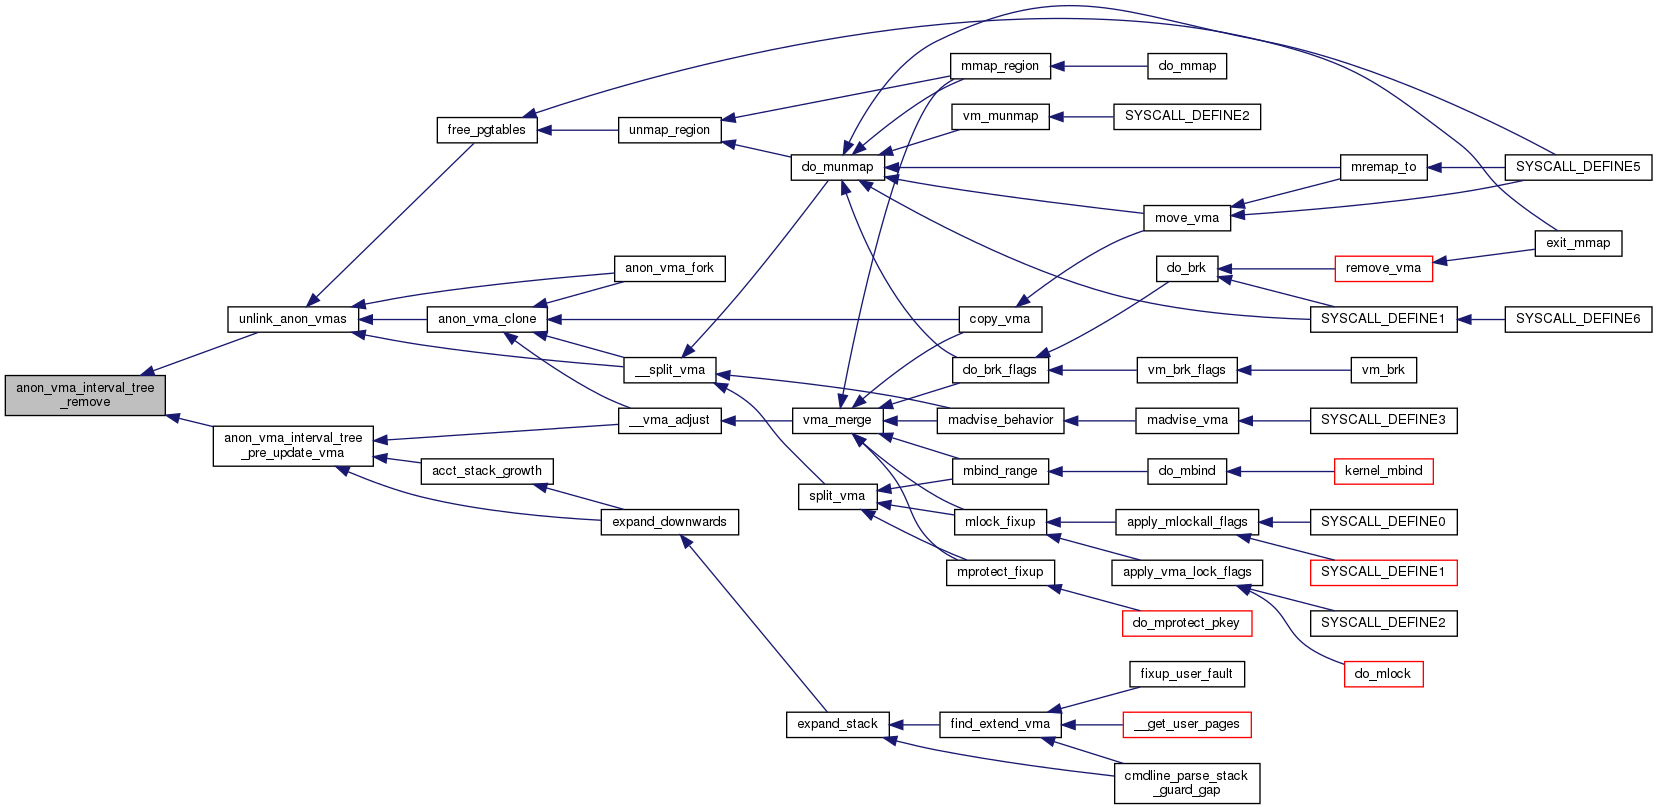 mmap_region
do_mmap
vm_munmap
SYSCALL_DEFINE2
free_pgtables
unmap_region
do_munmap
mremap_to
SYSCALL_DEFINE5
move_vma
exit_mmap
anon_vma_fork
do_brk
remove_vma
unlink_anon_vmas
anon_vma_clone
copy_vma
SYSCALL_DEFINE1
SYSCALL_DEFINE6
__split_vma
do_brk_flags
vm_brk_flags
vm_brk
anon_vma_interval_tree
_remove
__vma_adjust
vma_merge
madvise_behavior
madvise_vma
SYSCALL_DEFINE3
anon_vma_interval_tree
_pre_update_vma
acct_stack_growth
mbind_range
do_mbind
kernel_mbind
split_vma
expand_downwards
mlock_fixup
apply_mlockall_flags
SYSCALL_DEFINE0
mprotect_fixup
apply_vma_lock_flags
SYSCALL_DEFINE1
do_mprotect_pkey
SYSCALL_DEFINE2
fixup_user_fault
do_mlock
expand_stack
find_extend_vma
__get_user_pages
cmdline_parse_stack
_guard_gap